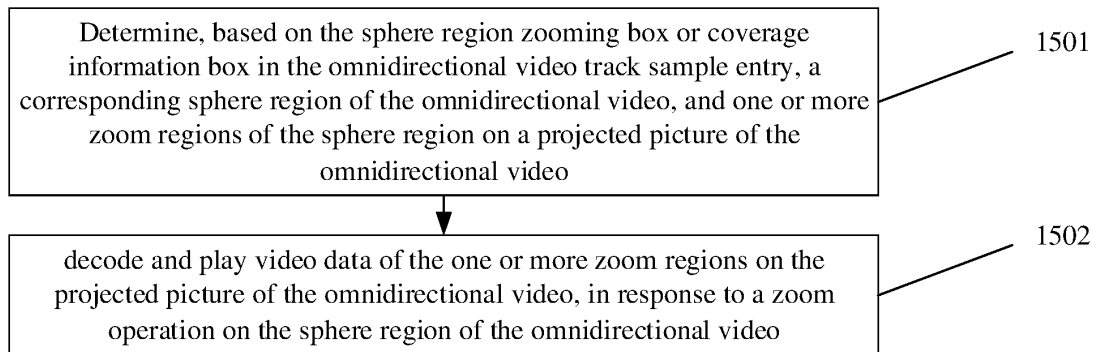 Determine, based on the sphere region zooming box or coverage
information box in the omnidirectional video track sample entry, a
corresponding sphere region of the omnidirectional video, and one or more
zoom regions of the sphere region on a projected picture of the
omnidirectional video
1501
decode and play video data of the one or more zoom regions on the
projected picture of the omnidirectional video, in response to a zoom
operation on the sphere region of the omnidirectional video
1502